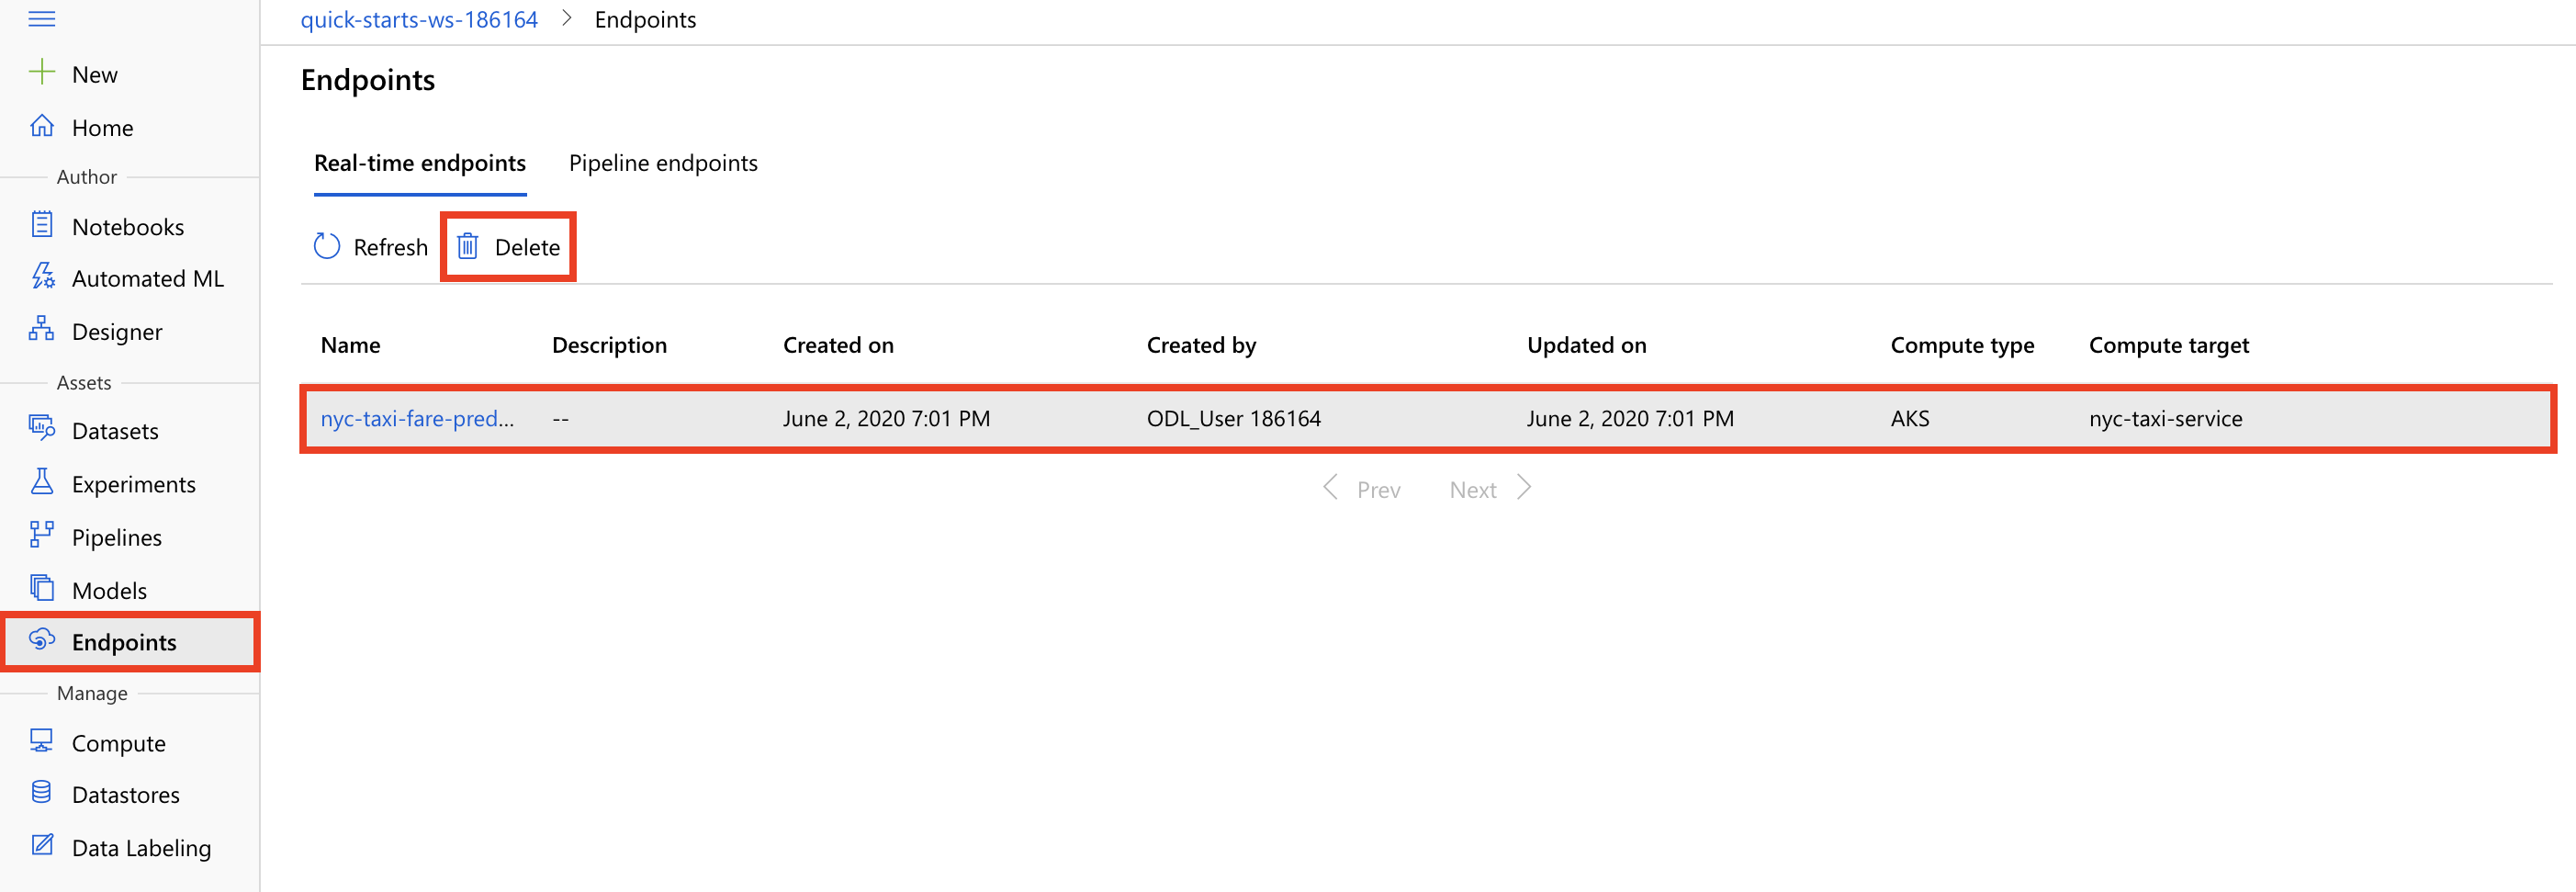 quick-starts-ws-186164 > Endpoints
New
Home
Author
Notebooks
Automated ML
Designer
Assets
Datasets
Experiments
Pipelines
Models
Endpoints
Manage
Compute
Datastores
Data Labeling
Endpoints
Real-time endpoints Pipeline endpoints
Refresh Delete
Name Description Created on Created by Updated on Compute type Compute target
nyc-taxi-fare-pred... -- June 2, 2020 7:01 PM ODL_User 186164 June 2, 2020 7:01 PM AKS nyc-taxi-service
Prev Next